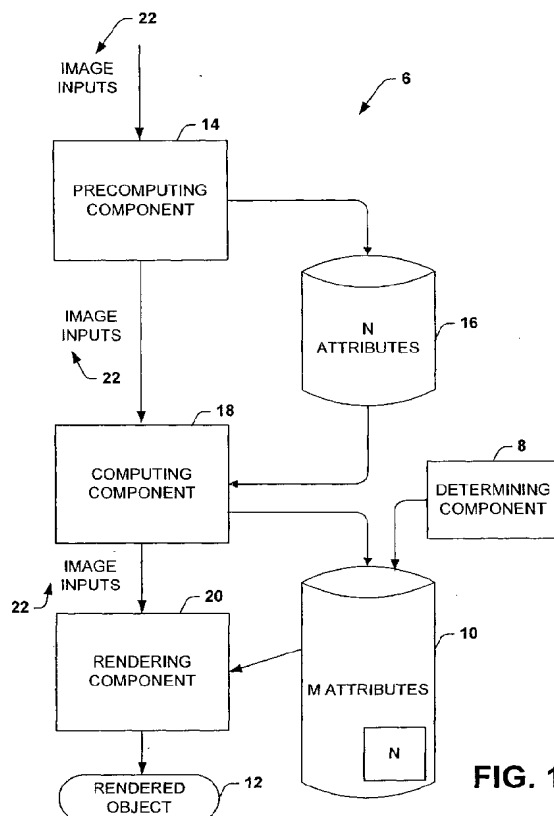 22
IMAGE
INPUTS
6
14
PRECOMPUTING
COMPONENT
N
ATTRIBUTES
16
IMAGE
INPUTS
22
18
COMPUTING
COMPONENT
8
DETERMINING
COMPONENT
IMAGE
INPUTS
22
20
RENDERING
COMPONENT
10
M ATTRIBUTES
N
12
RENDERED
OBJECT
FIG. 1